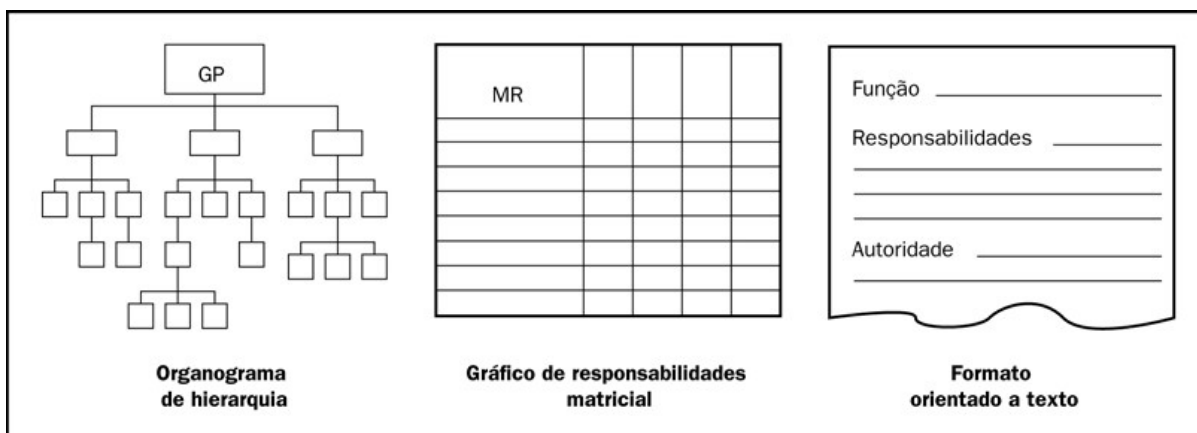 GP
MR
Função
Responsabilidades
Autoridade
Organograma
de hierarquia
Gráfico de responsabilidades
matricial
Formato
orientado a texto